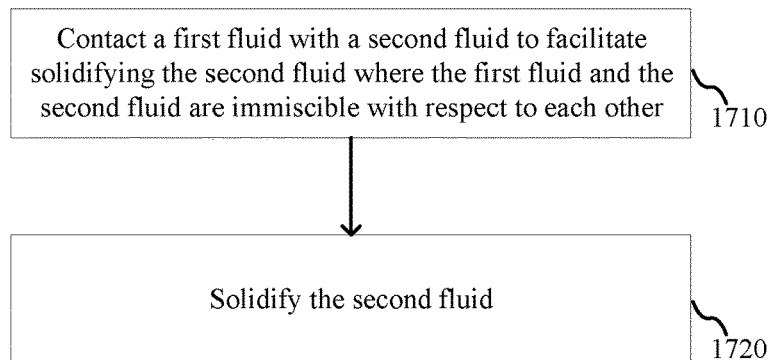 Contact a first fluid with a second fluid to facilitate
solidifying the second fluid where the first fluid and the
second fluid are immiscible with respect to each other
1710
Solidify the second fluid
1720